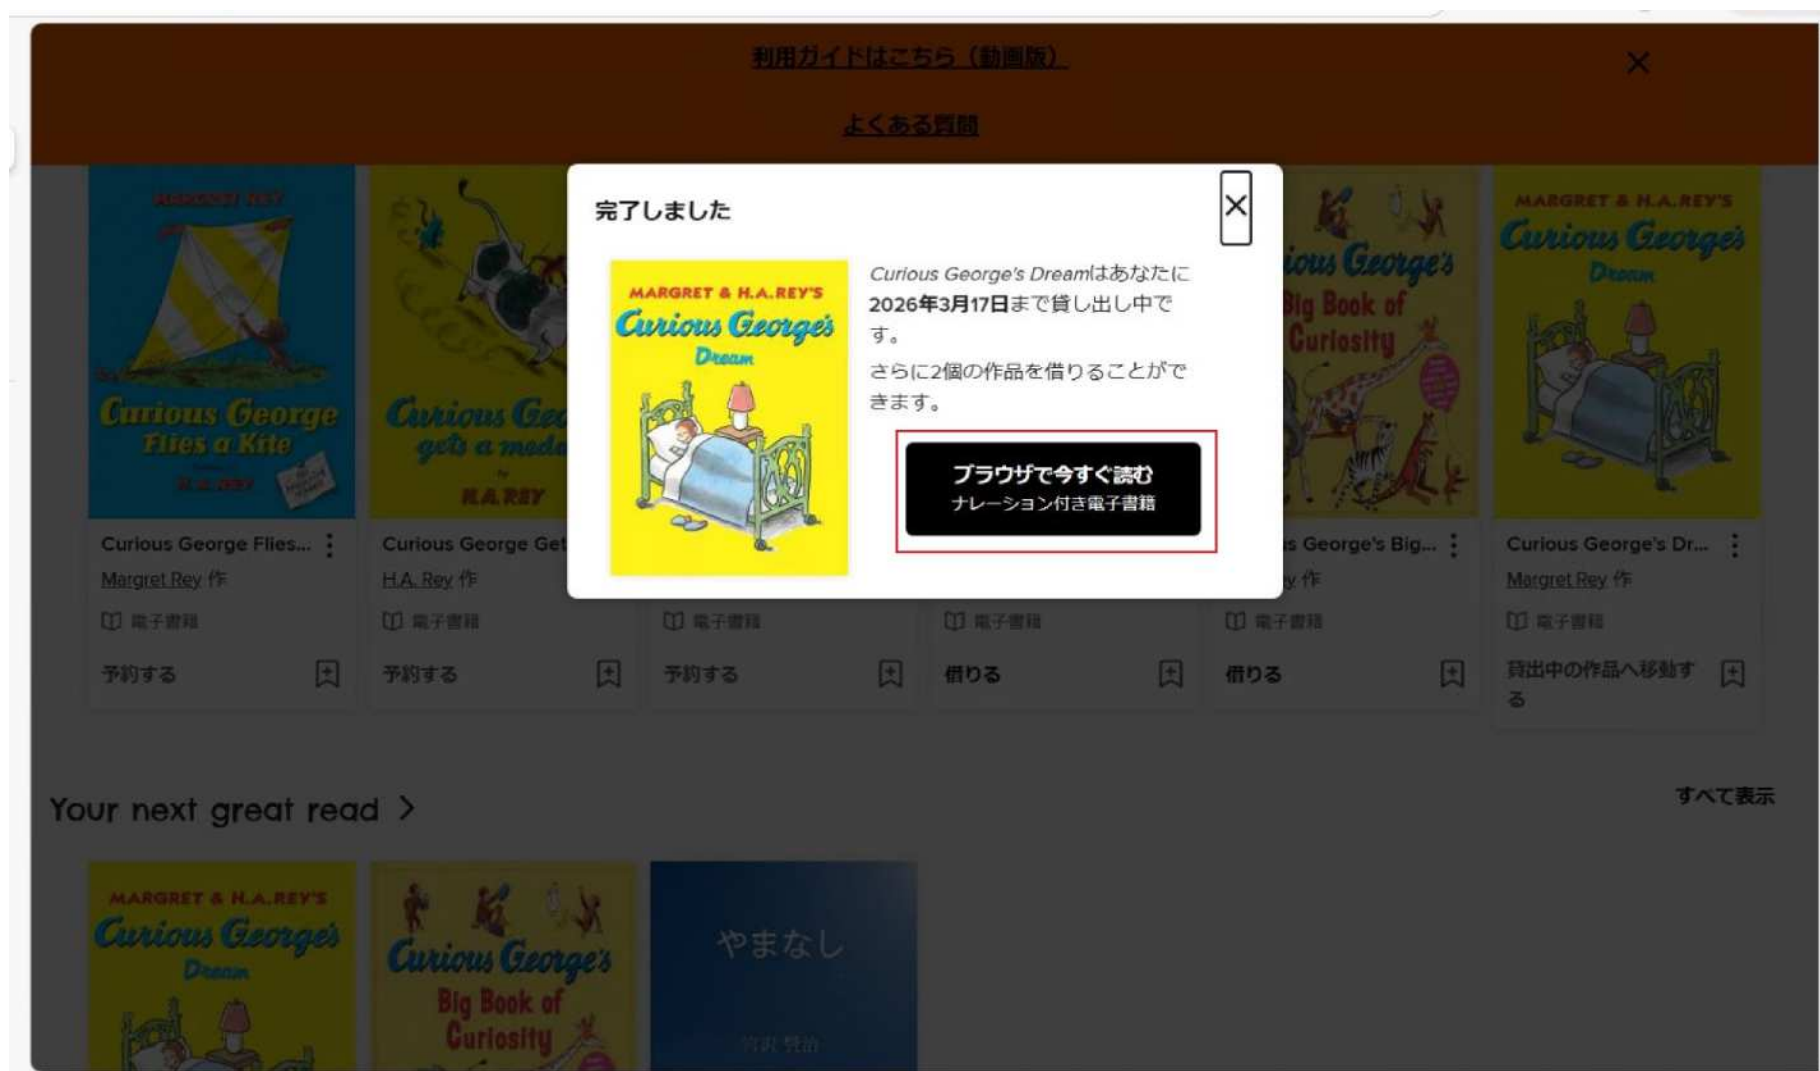 利用ガイドはこちら（動画版）
よくある質問
完了しました
MARGRET & H.A.REY'S
Curious George's
Dream
Curious George's Dreamはあなたに
2026年3月17日まで貸し出し中で
す。
さらに2個の作品を借りることがで
きます。
ブラウザで今すぐ読む
ナレーション付き電子書籍
MARGRET REY
Curious George
Flies a Kite
H.A. REY
Curious Geo
gets a meda
by
H.A. REY
ious George's
Big Book of
Curiosity
MARGRET & H.A.REY'S
Curious George's
Dream
Curious George Flies...
Margret Rey 作
電子書籍
予約する
Curious George Get
H.A. Rey 作
電子書籍
予約する
電子書籍
予約する
電子書籍
借りる
s George's Big...
y 作
電子書籍
借りる
Curious George's Dr...
Margret Rey 作
電子書籍
貸出中の作品へ移動す
る
Your next great read >
すべて表示
MARGRET & H.A.REY'S
Curious George's
Dream
Curious George's
Big Book of
Curiosity
やまなし
宮沢 賢治